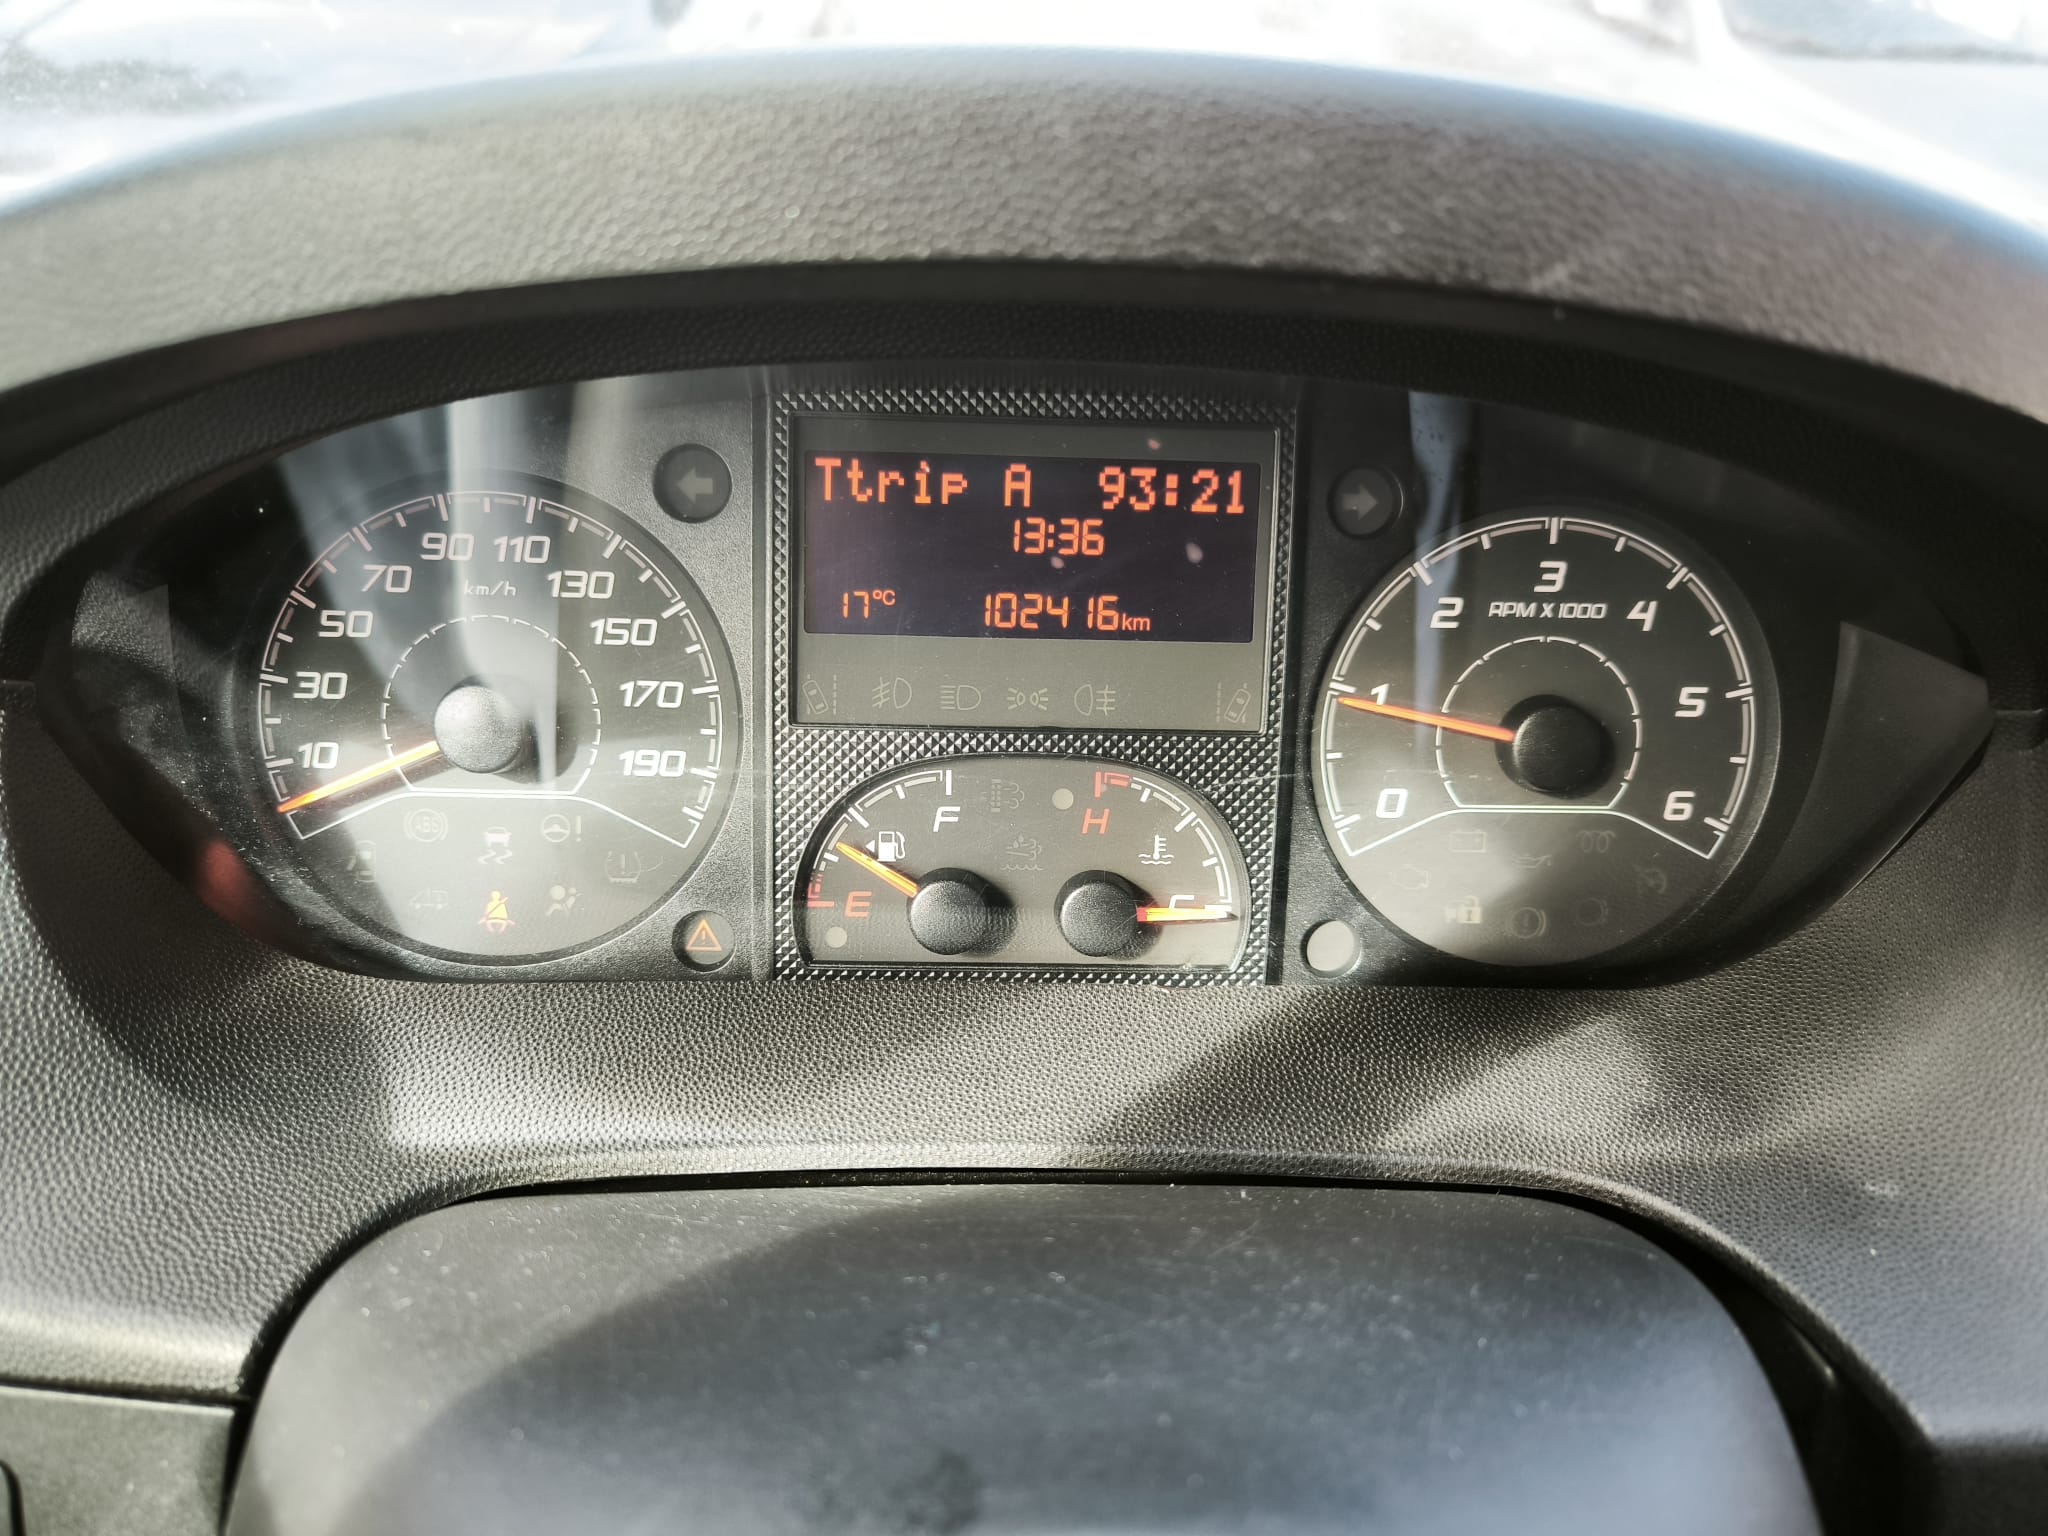 Ttrip A 93:21
13:36
17°C 102416km
10 30 50 70 90 110 130 150 170 190
km/h
ABS
F
E
H
C
0 1 2 3 4 5 6
RPM X 1000